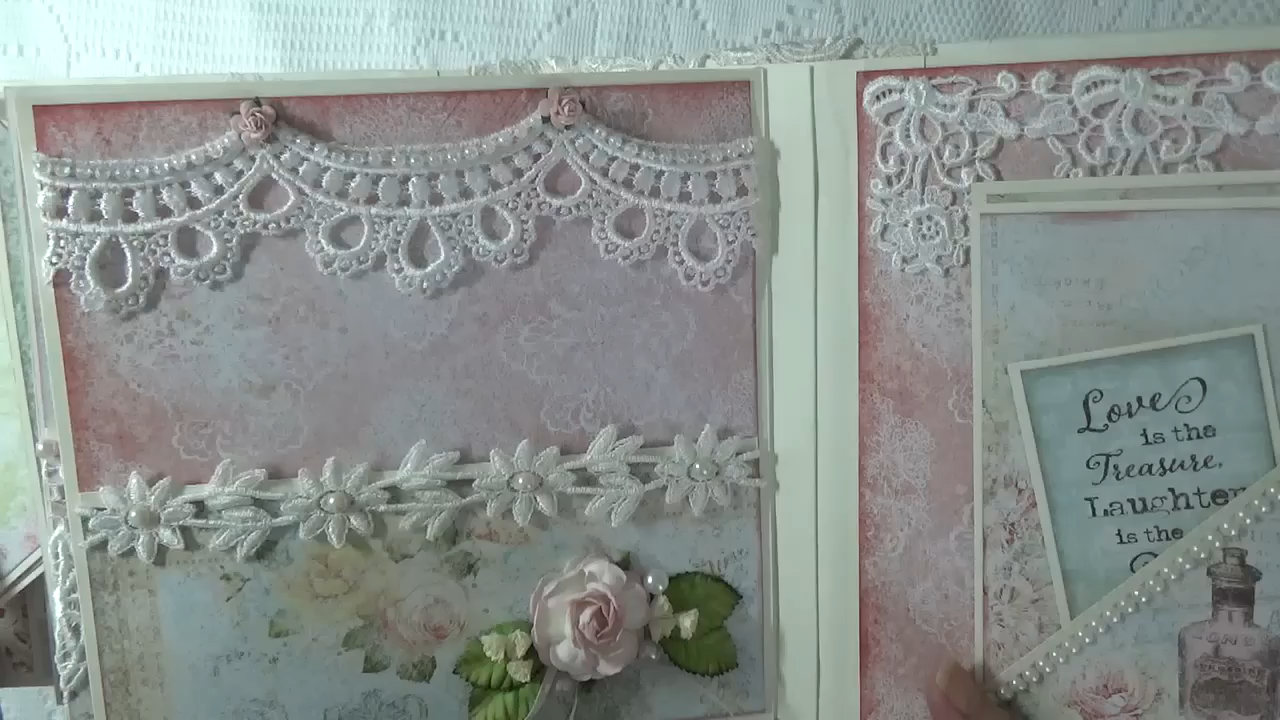 Love
is the
Treasure,
Laughter
is the